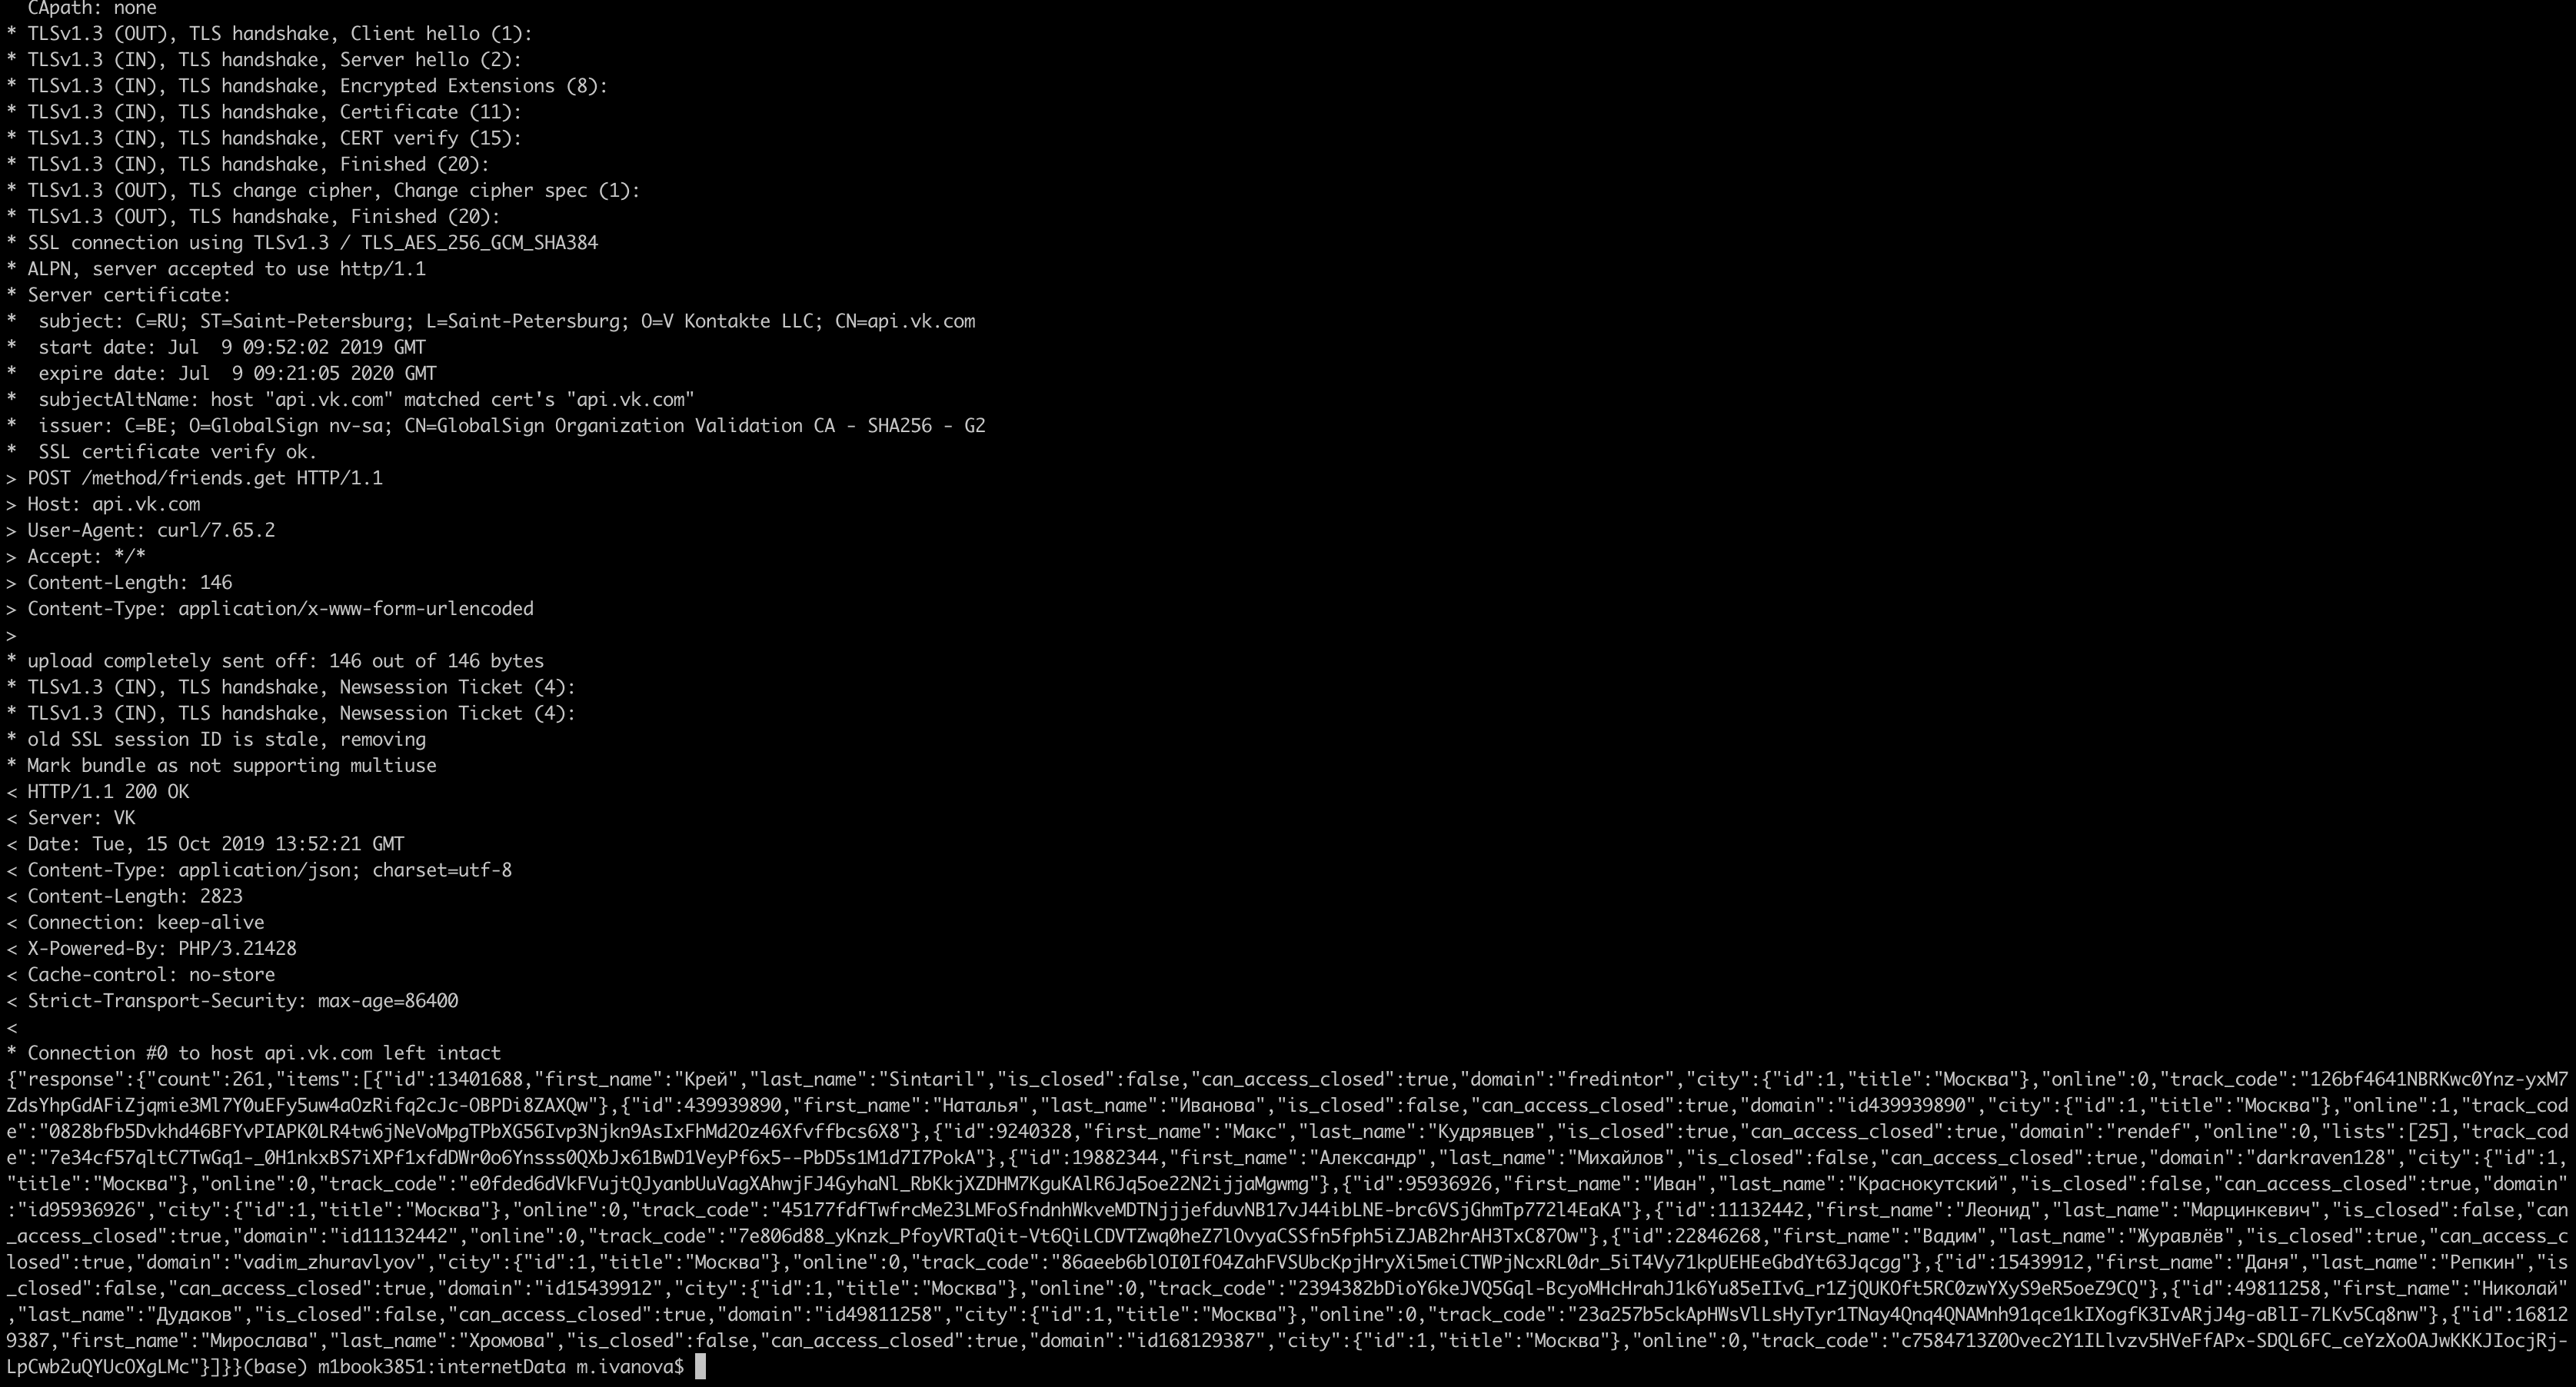 CApath: none
* TLSv1.3 (OUT), TLS handshake, Client hello (1):
* TLSv1.3 (IN), TLS handshake, Server hello (2):
* TLSv1.3 (IN), TLS handshake, Encrypted Extensions (8):
* TLSv1.3 (IN), TLS handshake, Certificate (11):
* TLSv1.3 (IN), TLS handshake, CERT verify (15):
* TLSv1.3 (IN), TLS handshake, Finished (20):
* TLSv1.3 (OUT), TLS change cipher, Change cipher spec (1):
* TLSv1.3 (OUT), TLS handshake, Finished (20):
* SSL connection using TLSv1.3 / TLS_AES_256_GCM_SHA384
* ALPN, server accepted to use http/1.1
* Server certificate:
*  subject: C=RU; ST=Saint-Petersburg; L=Saint-Petersburg; O=V Kontakte LLC; CN=api.vk.com
*  start date: Jul  9 09:52:02 2019 GMT
*  expire date: Jul  9 09:21:05 2020 GMT
*  subjectAltName: host "api.vk.com" matched cert's "api.vk.com"
*  issuer: C=BE; O=GlobalSign nv-sa; CN=GlobalSign Organization Validation CA - SHA256 - G2
*  SSL certificate verify ok.
> POST /method/friends.get HTTP/1.1
> Host: api.vk.com
> User-Agent: curl/7.65.2
> Accept: */*
> Content-Length: 146
> Content-Type: application/x-www-form-urlencoded
>
* upload completely sent off: 146 out of 146 bytes
* TLSv1.3 (IN), TLS handshake, Newsession Ticket (4):
* TLSv1.3 (IN), TLS handshake, Newsession Ticket (4):
* old SSL session ID is stale, removing
* Mark bundle as not supporting multiuse
< HTTP/1.1 200 OK
< Server: VK
< Date: Tue, 15 Oct 2019 13:52:21 GMT
< Content-Type: application/json; charset=utf-8
< Content-Length: 2823
< Connection: keep-alive
< X-Powered-By: PHP/3.21428
< Cache-control: no-store
< Strict-Transport-Security: max-age=86400
<
* Connection #0 to host api.vk.com left intact
{"response":{"count":261,"items":[{"id":13401688,"first_name":"Крей","last_name":"Sintaril","is_closed":false,"can_access_closed":true,"domain":"fredintor","city":{"id":1,"title":"Москва"},"online":0,"track_code":"126bf4641NBRKwc0Ynz-yxM7
ZdsYhpGdAFiZjqmie3Ml7Y0uEFy5uw4aOzRifq2cJc-OBPDi8ZAXQw"},{"id":439939890,"first_name":"Наталья","last_name":"Иванова","is_closed":false,"can_access_closed":true,"domain":"id439939890","city":{"id":1,"title":"Москва"},"online":1,"track_cod
e":"0828bfb5Dvkhd46BFYvPIAPK0LR4tw6jNeVoMpgTPbXG56Ivp3Njkn9AsIxFhMd2Oz46Xfvffbcs6X8"},{"id":9240328,"first_name":"Макс","last_name":"Кудрявцев","is_closed":true,"can_access_closed":true,"domain":"rendef","online":0,"lists":[25],"track_cod
e":"7e34cf57qltC7TwGq1-_0H1nkxBS7iXPf1xfdDWr0o6Ynsss0QXbJx61BwD1VeyPf6x5--PbD5s1M1d7I7PokA"},{"id":19882344,"first_name":"Александр","last_name":"Михайлов","is_closed":false,"can_access_closed":true,"domain":"darkraven128","city":{"id":1,
"title":"Москва"},"online":0,"track_code":"e0fded6dVkFVujtQJyanbUuVagXAhwjFJ4GyhaNl_RbKkjXZDHM7KguKAlR6Jq5oe22N2ijjaMgwmg"},{"id":95936926,"first_name":"Иван","last_name":"Краснокутский","is_closed":false,"can_access_closed":true,"domain"
:"id95936926","city":{"id":1,"title":"Москва"},"online":0,"track_code":"45177fdfTwfrcMe23LMFoSfndnhWkveMDTNjjjefduvNB17vJ44ibLNE-brc6VSjGhmTp772l4EaKA"},{"id":11132442,"first_name":"Леонид","last_name":"Марцинкевич","is_closed":false,"can
_access_closed":true,"domain":"id11132442","online":0,"track_code":"7e806d88_yKnzk_PfoyVRTaQit-Vt6QiLCDVTZwq0heZ7lOvyaCSSfn5fph5iZJAB2hrAH3TxC87Ow"},{"id":22846268,"first_name":"Вадим","last_name":"Журавлёв","is_closed":true,"can_access_c
losed":true,"domain":"vadim_zhuravlyov","city":{"id":1,"title":"Москва"},"online":0,"track_code":"86aeeb6blOI0IfO4ZahFVSUbcKpjHryXi5meiCTWPjNcxRL0dr_5iT4Vy71kpUEHEeGbdYt63Jqcgg"},{"id":15439912,"first_name":"Даня","last_name":"Репкин","is
_closed":false,"can_access_closed":true,"domain":"id15439912","city":{"id":1,"title":"Москва"},"online":0,"track_code":"2394382bDioY6keJVQ5Gql-BcyoMHcHrahJ1k6Yu85eIIvG_r1ZjQUKOft5RC0zwYXyS9eR5oeZ9CQ"},{"id":49811258,"first_name":"Николай"
,"last_name":"Дудаков","is_closed":false,"can_access_closed":true,"domain":"id49811258","city":{"id":1,"title":"Москва"},"online":0,"track_code":"23a257b5ckApHWsVlLsHyTyr1TNay4Qnq4QNAMnh91qce1kIXogfK3IvARjJ4g-aBlI-7LKv5Cq8nw"},{"id":16812
9387,"first_name":"Мирослава","last_name":"Хромова","is_closed":false,"can_access_closed":true,"domain":"id168129387","city":{"id":1,"title":"Москва"},"online":0,"track_code":"c7584713Z0Ovec2Y1ILlvzv5HVeFfAPx-SDQL6FC_ceYzXoOAJwKKKJIocjRj-
LpCwb2uQYUcOXgLMc"}]}}(base) m1book3851:internetData m.ivanova$